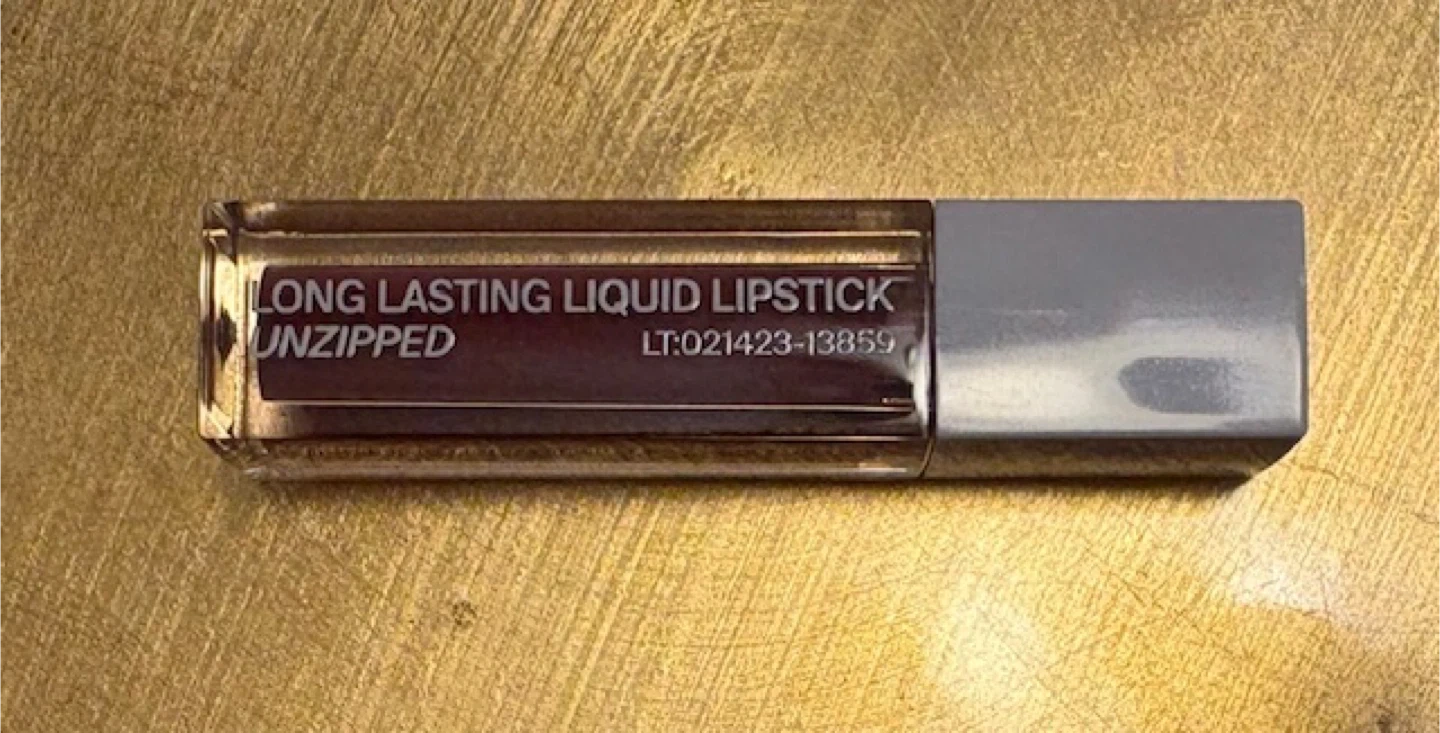 LONG LASTING LIQUID LIPSTICK
UNZIPPED LT:021423-13859